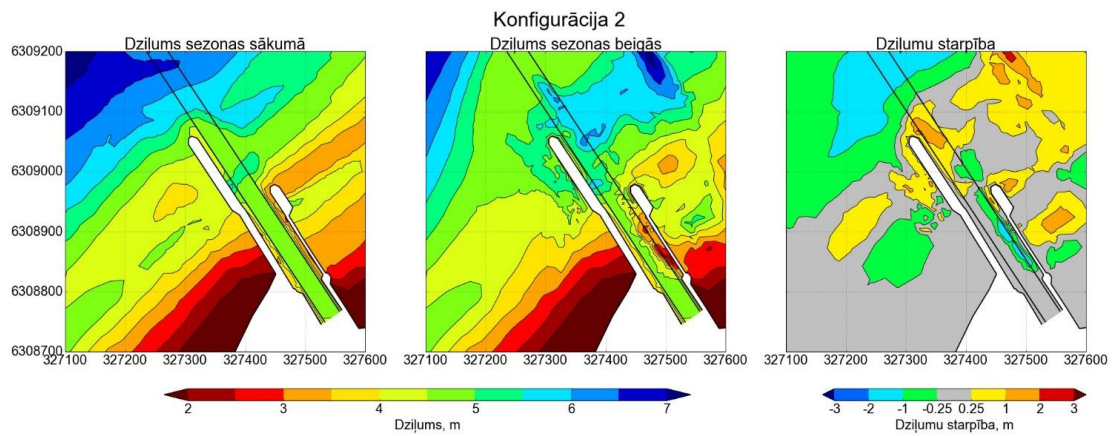 Konfigurācija 2
Dziļums sezonas sākumā
Dziļums sezonas beigās
Dziļumu starpība
6309200
6309100
6309000
6308900
6308800
6308700
327100 327200 327300 327400 327500 327600
327100 327200 327300 327400 327500 327600
327100 327200 327300 327400 327500 327600
2 3 4 5 6 7
Dziļums, m
-3 -2 -1 -0.25 0.25 1 2 3
Dziļumu starpība, m